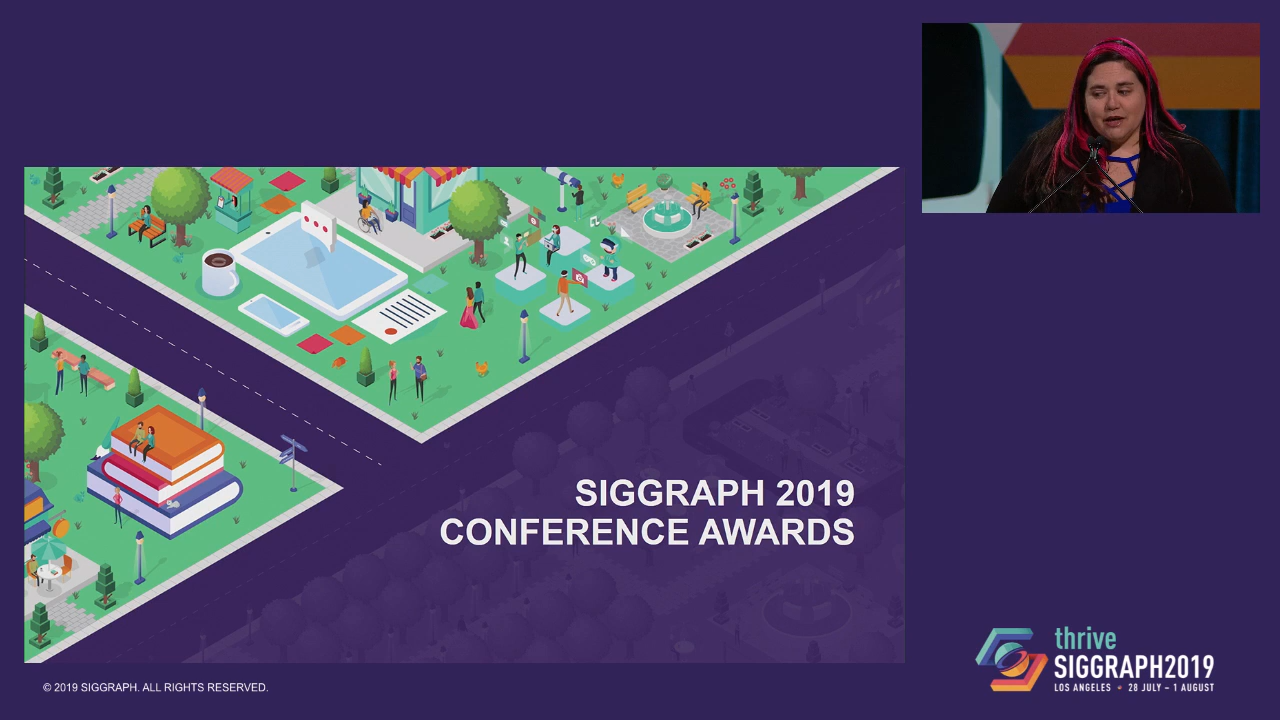 SIGGRAPH 2019
CONFERENCE AWARDS
© 2019 SIGGRAPH. ALL RIGHTS RESERVED.
thrive
SIGGRAPH2019
LOS ANGELES • 28 JULY – 1 AUGUST